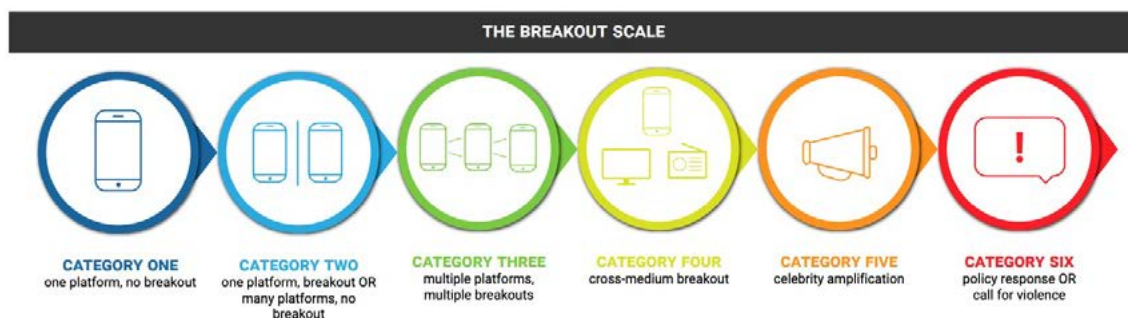 THE BREAKOUT SCALE
CATEGORY ONE
one platform, no breakout
CATEGORY TWO
one platform, breakout OR
many platforms, no
breakout
CATEGORY THREE
multiple platforms,
multiple breakouts
CATEGORY FOUR
cross-medium breakout
CATEGORY FIVE
celebrity amplification
CATEGORY SIX
policy response OR
call for violence
!